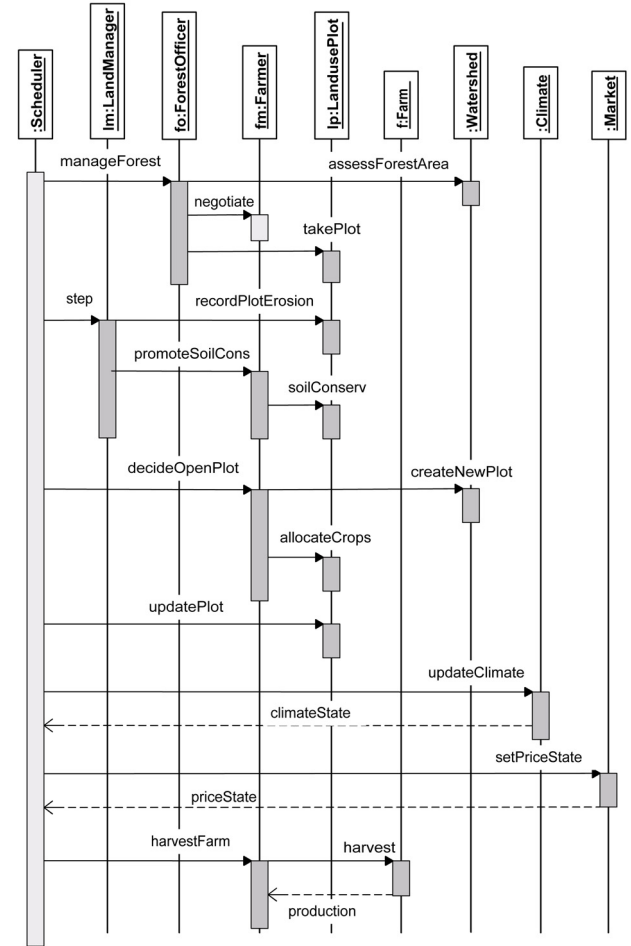 :Scheduler
lm:LandManager
fo:ForestOfficer
fm:Farmer
lp:LandusePlot
f:Farm
:Watershed
:Climate
:Market
manageForest
assessForestArea
negotiate
takePlot
step
recordPlotErosion
promoteSoilCons
soilConserv
decideOpenPlot
createNewPlot
allocateCrops
updatePlot
updateClimate
climateState
setPriceState
priceState
harvestFarm
harvest
production